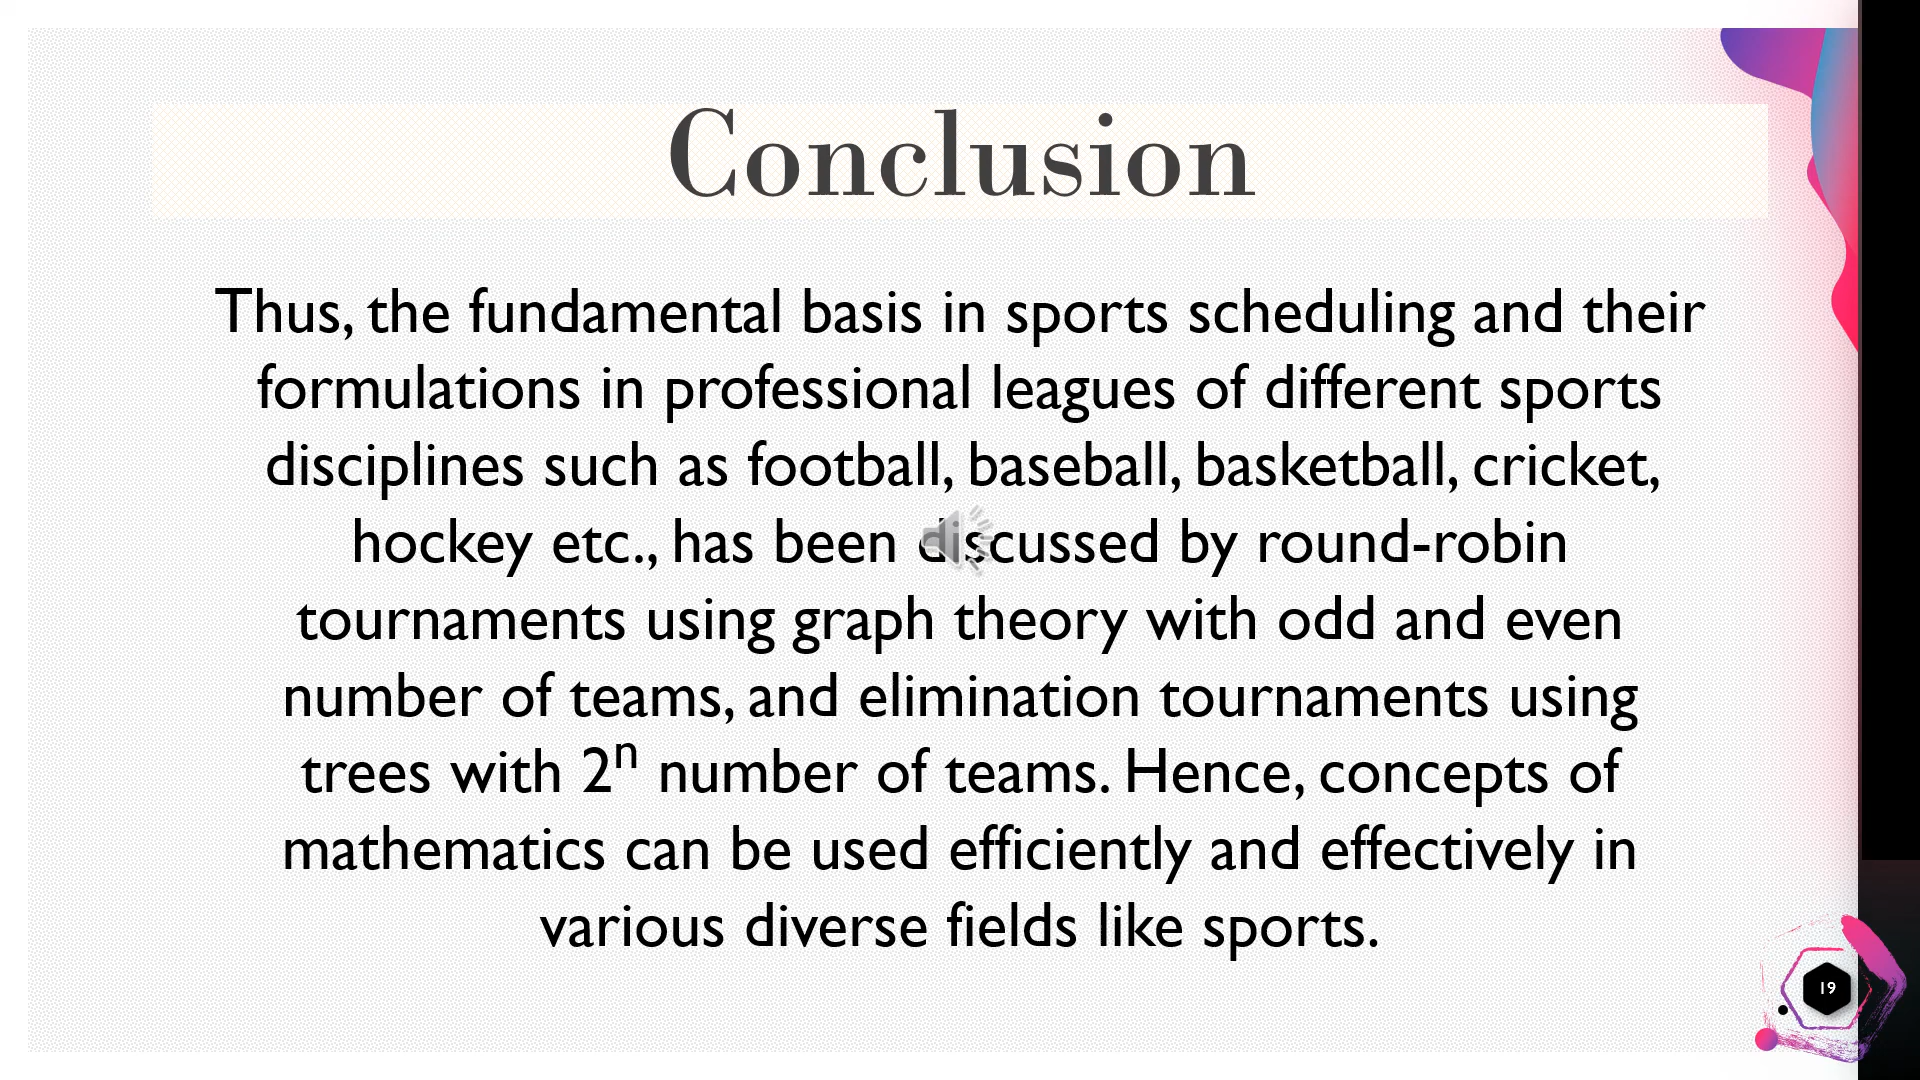 Conclusion
Thus, the fundamental basis in sports scheduling and their
formulations in professional leagues of different sports
disciplines such as football, baseball, basketball, cricket,
hockey etc., has been discussed by round-robin
tournaments using graph theory with odd and even
number of teams, and elimination tournaments using
trees with 2ⁿ number of teams. Hence, concepts of
mathematics can be used efficiently and effectively in
various diverse fields like sports.
19